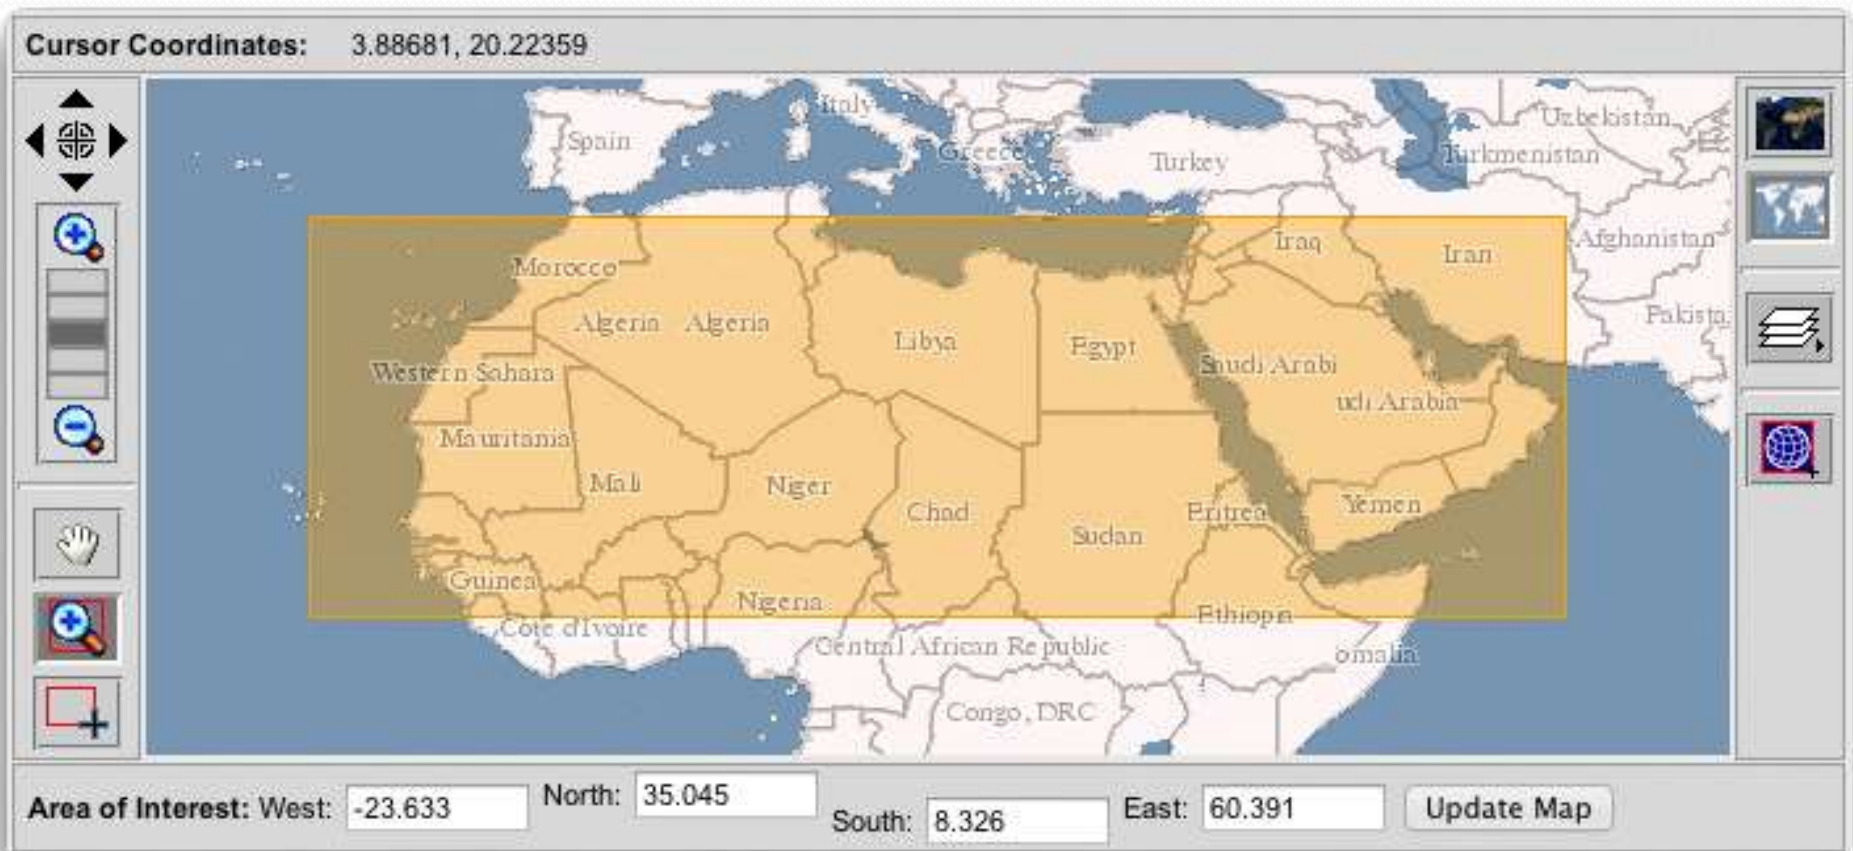 Cursor Coordinates: 3.88681, 20.22359
Italy
Uzbekistan
Spain
Greece
Turkey
Turkmenistan
Iraq
Afghanistan
Iran
Morocco
Pakista
Algeria Algeria
Libya
Egypt
Western Sahara
Saudi Arabi
udi Arabia
Mauritania
Mali
Niger
Chad
Eritrea
Yemen
Sudan
Guinea
Nigeria
Ethiopia
Cote d'Ivoire
Central African Republic
omalia
Congo, DRC
Area of Interest: West: -23.633 North: 35.045 South: 8.326 East: 60.391 Update Map